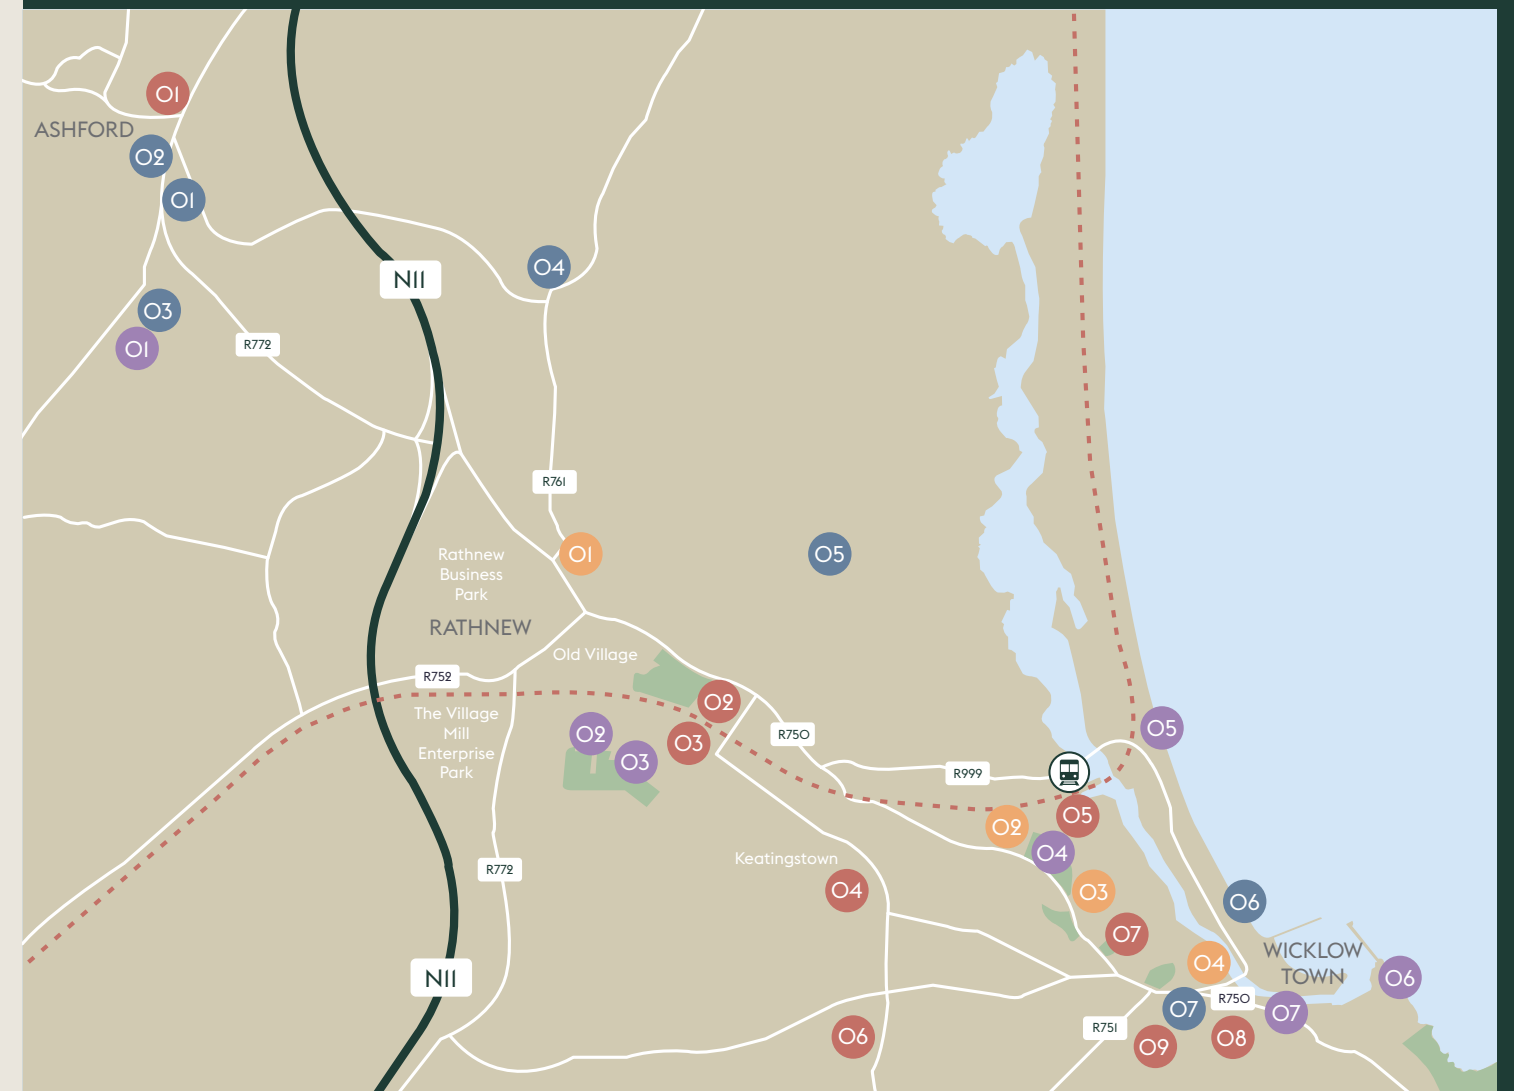 01
ASHFORD
02
01
04
N11
03
01
R772
R761
01
05
Rathnew
Business
Park
RATHNEW
Old Village
R752
02
The Village
Mill
Enterprise
Park
02
03
03
R750
05
R999
02
05
04
Keatingstown
R772
04
03
06
07
WICKLOW
TOWN
04
N11
06
R750
07
07
R751
06
09
08